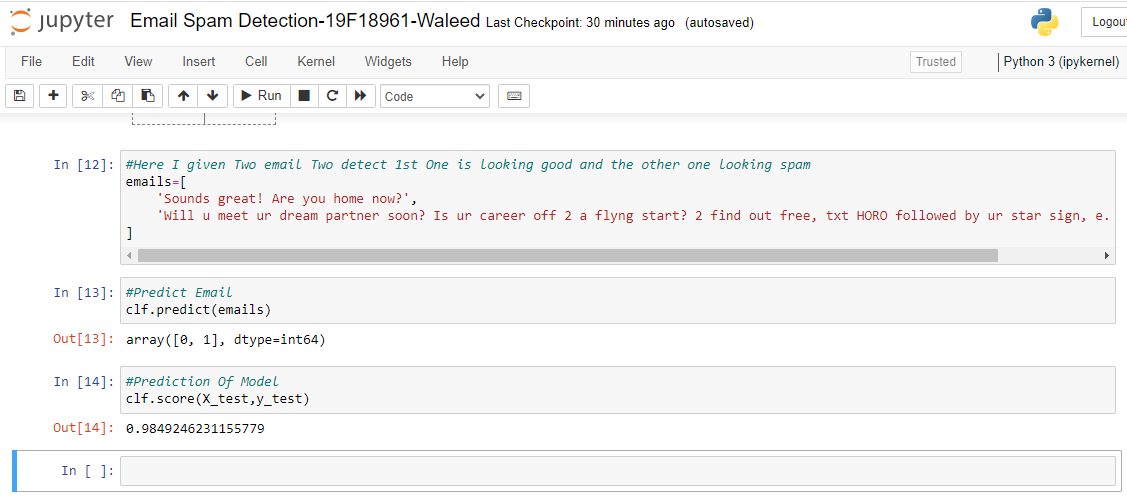 jupyter Email Spam Detection-19F18961-Waleed Last Checkpoint: 30 minutes ago (autosaved)
Logou
File Edit View Insert Cell Kernel Widgets Help Trusted Python 3 (ipykernel)
Run Code
In [12]: #Here I given Two email Two detect 1st One is looking good and the other one looking spam
emails=[
'Sounds great! Are you home now?',
'Will u meet ur dream partner soon? Is ur career off 2 a flyng start? 2 find out free, txt HORO followed by ur star sign, e.
]
In [13]: #Predict Email
clf.predict(emails)
Out[13]: array([0, 1], dtype=int64)
In [14]: #Prediction Of Model
clf.score(X_test,y_test)
Out[14]: 0.9849246231155779
In [ ]: